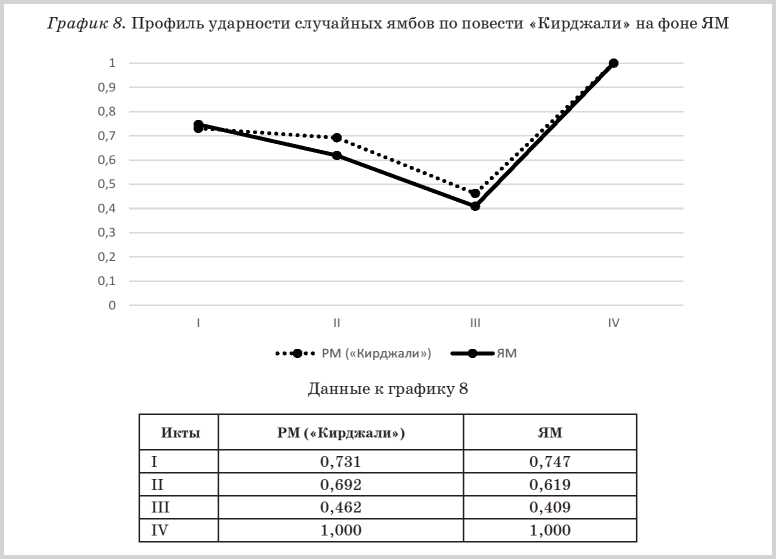 График 8. Профиль ударности случайных ямбов по повести «Кирджали» на фоне ЯМ
1
0,9
0,8
0,7
0,6
0,5
0,4
0,3
0,2
0,1
0
I II III IV
РМ («Кирджали») ЯМ
Данные к графику 8
Икты РМ («Кирджали») ЯМ
I 0,731 0,747
II 0,692 0,619
III 0,462 0,409
IV 1,000 1,000